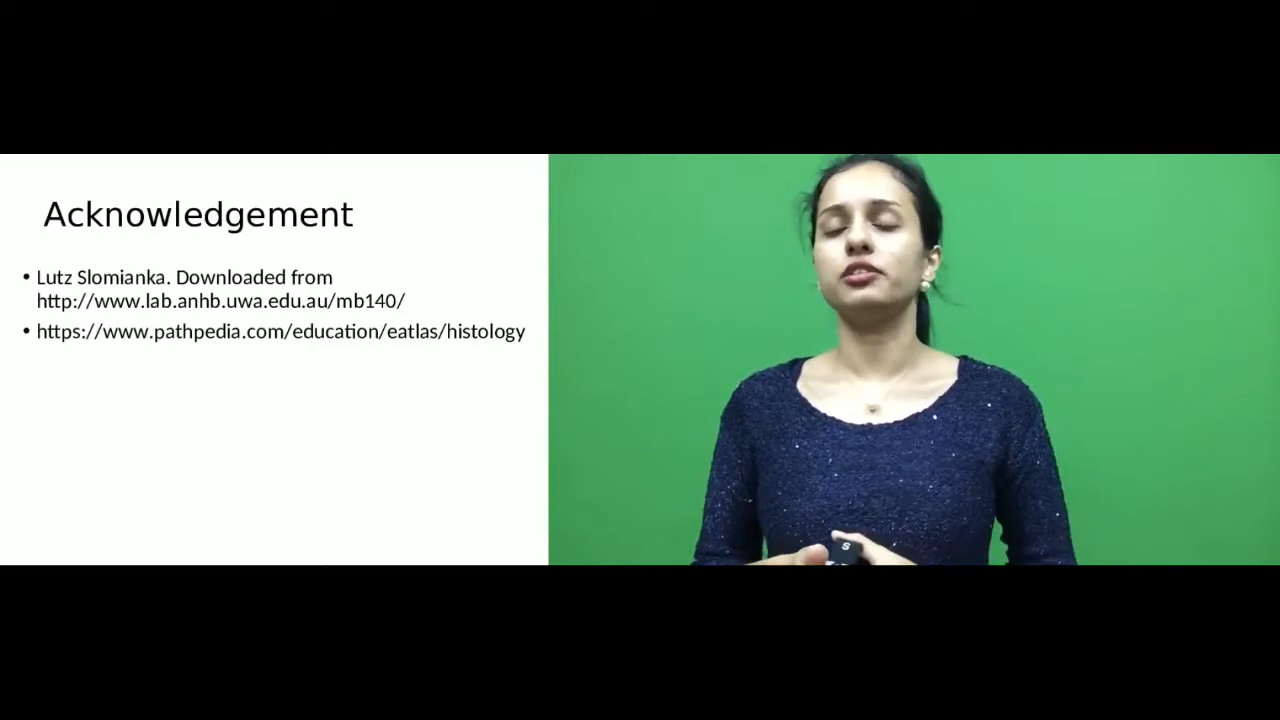 Acknowledgement
• Lutz Slomianka. Downloaded from
http://www.lab.anhb.uwa.edu.au/mb140/
• https://www.pathpedia.com/education/eatlas/histology
S